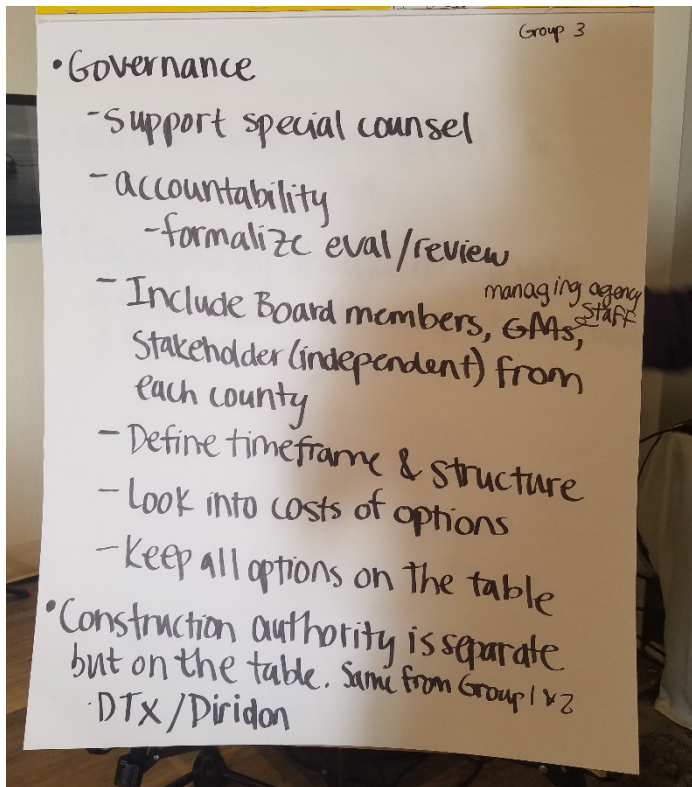 Group 3
• Governance
- Support special counsel
- accountability
- formalize eval/review
managing agency
staff
- Include Board members, GMs,
Stakeholder (independent) from
each county
- Define timeframe & structure
- Look into costs of options
- Keep all options on the table
• Construction authority is separate
but on the table. Same from Group 1 & 2
· DTX/Diridon